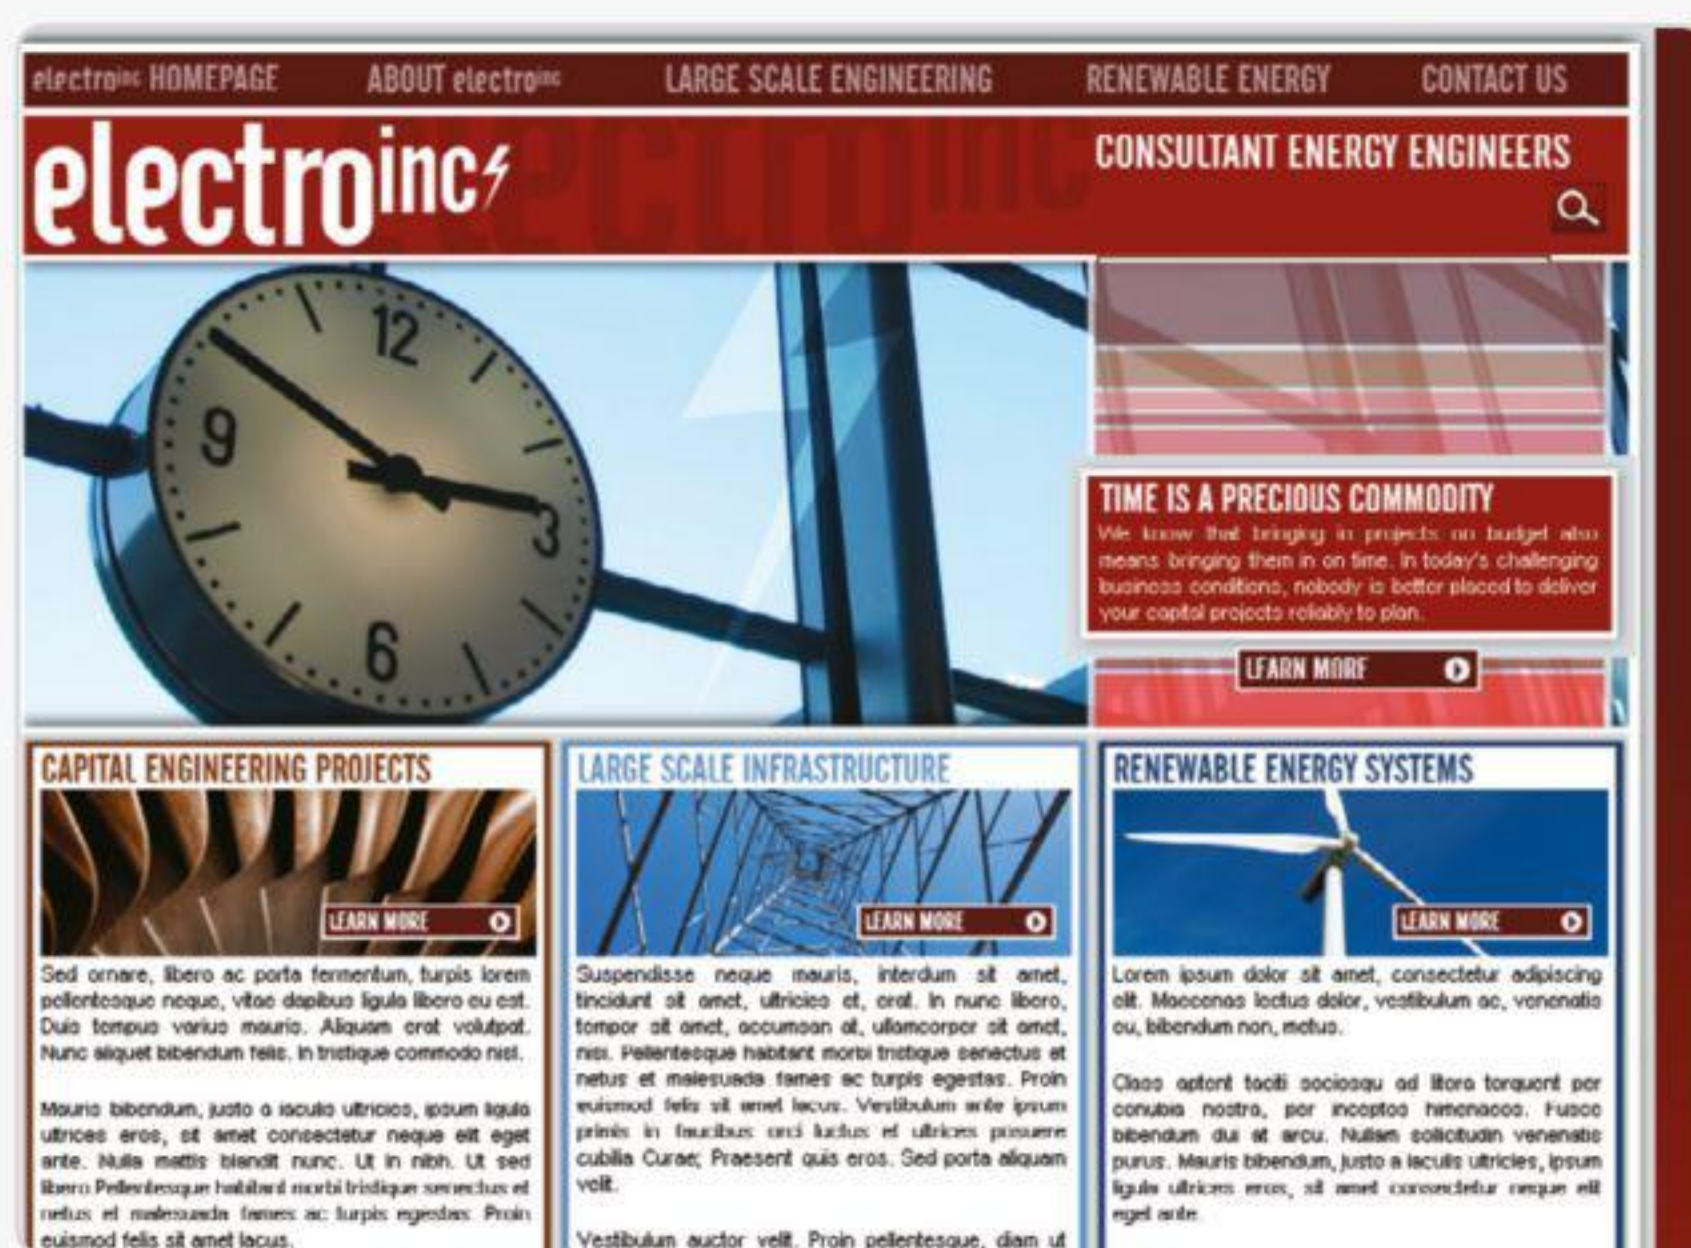 electroinc HOMEPAGE ABOUT electroinc LARGE SCALE ENGINEERING RENEWABLE ENERGY CONTACT US
electroinc
CONSULTANT ENERGY ENGINEERS
12
9
3
6
TIME IS A PRECIOUS COMMODITY
We know that bringing in projects on budget also
means bringing them in on time. In today's challenging
business conditions, nobody is better placed to deliver
your capital projects reliably to plan.
LEARN MORE
CAPITAL ENGINEERING PROJECTS
LEARN MORE
Sed ornare, libero ac porta fermentum, turpis lorem
pellentesque neque, vitae dapibus ligula libero eu est.
Duis tempus varius mauris. Aliquam erat volutpat.
Nunc aliquet bibendum felis. In tristique commodo nisl.
Mauris bibendum, justo a iaculis ultricies, ipsum ligula
ultrices eros, sit amet consectetur neque elit eget
ante. Nulla mattis blandit nunc. Ut in nibh. Ut sed
libero Pellentesque habitant morbi tristique senectus et
netus et malesuada fames ac turpis egestas. Proin
euismod felis sit amet lacus.
LARGE SCALE INFRASTRUCTURE
LEARN MORE
Suspendisse neque mauris, interdum sit amet,
tincidunt sit amet, ultricies et, erat. In nunc libero,
tempor sit amet, accumsan at, ullamcorper sit amet,
nisi. Pellentesque habitant morbi tristique senectus et
netus et malesuada fames ac turpis egestas. Proin
euismod felis sit amet lacus. Vestibulum ante ipsum
primis in faucibus orci luctus et ultrices posuere
cubilia Curae; Praesent quis eros. Sed porta aliquam
velit.
Vestibulum auctor velit. Proin pellentesque, diam ut
RENEWABLE ENERGY SYSTEMS
LEARN MORE
Lorem ipsum dolor sit amet, consectetur adipiscing
elit. Maecenas lectus dolor, vestibulum ac, venenatis
eu, bibendum non, metus.
Class aptent taciti sociosqu ad litora torquent per
conubia nostra, per inceptos himenaeos. Fusce
bibendum dui at arcu. Nullam sollicitudin venenatis
purus. Mauris bibendum, justo a iaculis ultricies, ipsum
ligula ultrices eros, sit amet consectetur neque elit
eget ante.